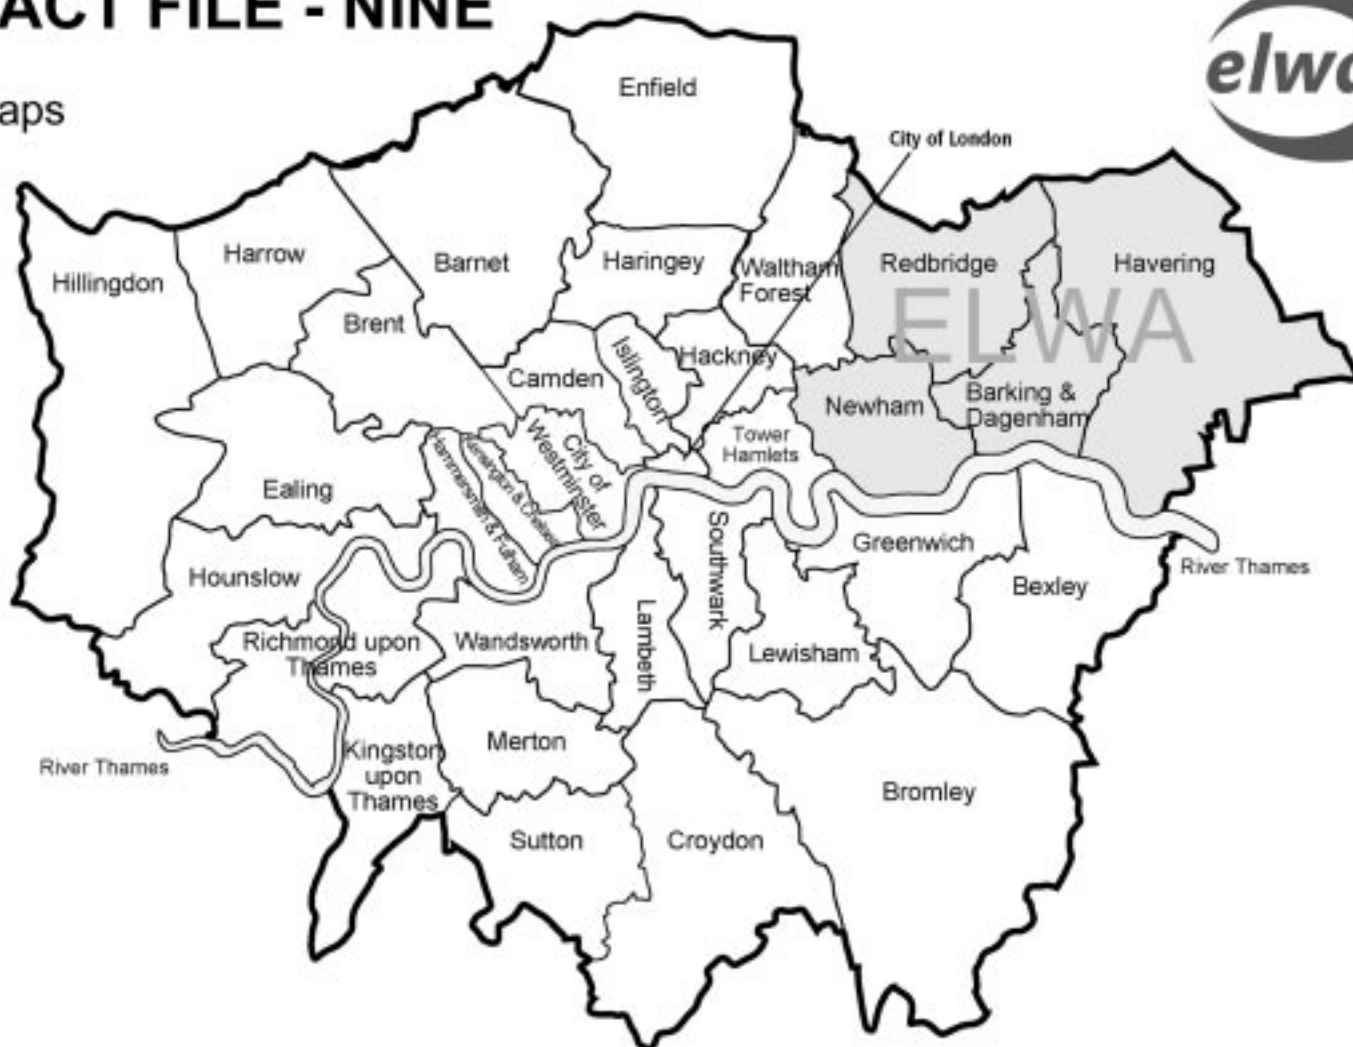 ACT FILE - NINE
aps
elwa
Enfield
City of London
Harrow
Hillingdon
Barnet
Haringey
Waltham
Forest
Redbridge
Havering
ELWA
Brent
Islington
Hackney
Camden
Newham
Barking &
Dagenham
Tower
Hamlets
City of
Westminster
Kensington & Chelsea
Hammersmith & Fulham
Ealing
Hounslow
Southwark
Greenwich
Bexley
River Thames
Richmond upon
Thames
Wandsworth
Lambeth
Lewisham
River Thames
Kingston
upon
Thames
Merton
Bromley
Sutton
Croydon